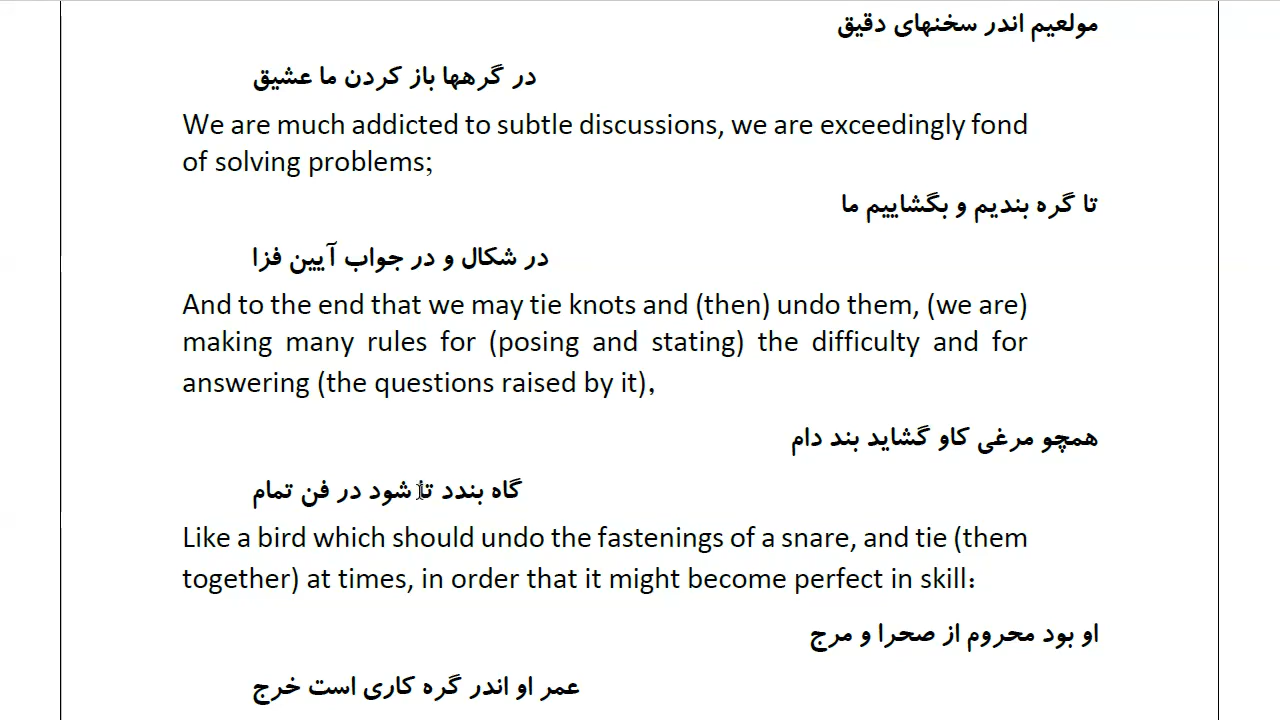 مولعیم اندر سخنهای دقیق
در گرهها باز کردن ما عشیق
We are much addicted to subtle discussions, we are exceedingly fond
of solving problems;
تا گره بندیم و بگشاییم ما
در شکال و در جواب آیین فزا
And to the end that we may tie knots and (then) undo them, (we are)
making many rules for (posing and stating) the difficulty and for
answering (the questions raised by it),
همچو مرغی کاو گشاید بند دام
گاه بندد تا شود در فن تمام
Like a bird which should undo the fastenings of a snare, and tie (them
together) at times, in order that it might become perfect in skill:
او بود محروم از صحرا و مرج
عمر او اندر گره کاری است خرج